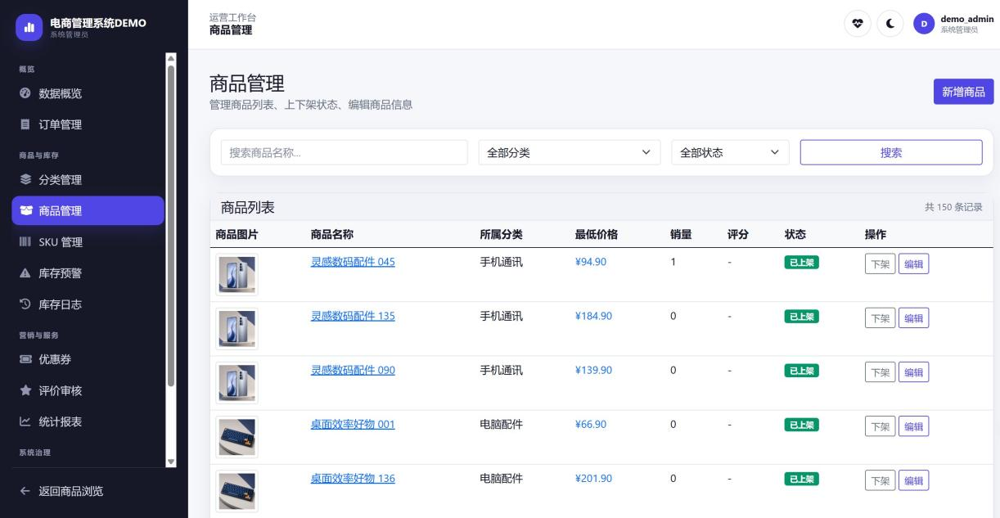 电商管理系统DEMO
系统管理员
概览
数据概览
订单管理
商品与库存
分类管理
商品管理
SKU 管理
库存预警
库存日志
营销与服务
优惠券
评价审核
统计报表
系统治理
返回商品浏览
运营工作台
商品管理
D
demo_admin
系统管理员
商品管理
管理商品列表、上下架状态、编辑商品信息
新增商品
搜索商品名称...
全部分类
全部状态
搜索
商品列表
共 150 条记录
商品图片 商品名称 所属分类 最低价格 销量 评分 状态 操作
灵感数码配件 045 手机通讯 ¥94.90 1 - 已上架 下架 编辑
灵感数码配件 135 手机通讯 ¥184.90 0 - 已上架 下架 编辑
灵感数码配件 090 手机通讯 ¥139.90 0 - 已上架 下架 编辑
桌面效率好物 001 电脑配件 ¥66.90 0 - 已上架 下架 编辑
桌面效率好物 136 电脑配件 ¥201.90 0 - 已上架 下架 编辑